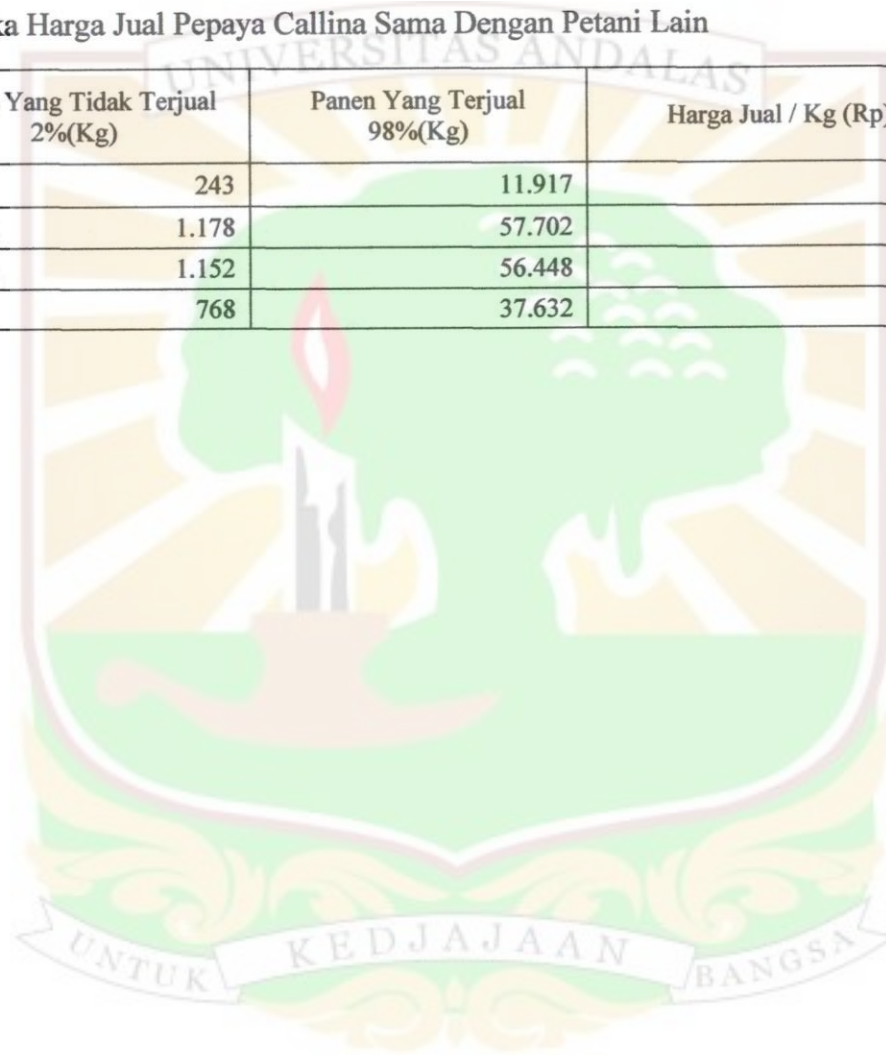 Harga Jual Pepaya Callina Sama Dengan Petani Lain
UNIVERSITAS ANDALAS
Yang Tidak Terjual 2%(Kg) Panen Yang Terjual 98%(Kg) Harga Jual / Kg (Rp)
243 11.917
1.178 57.702
1.152 56.448
768 37.632
UNTUK KEDJAJAAN BANGSA